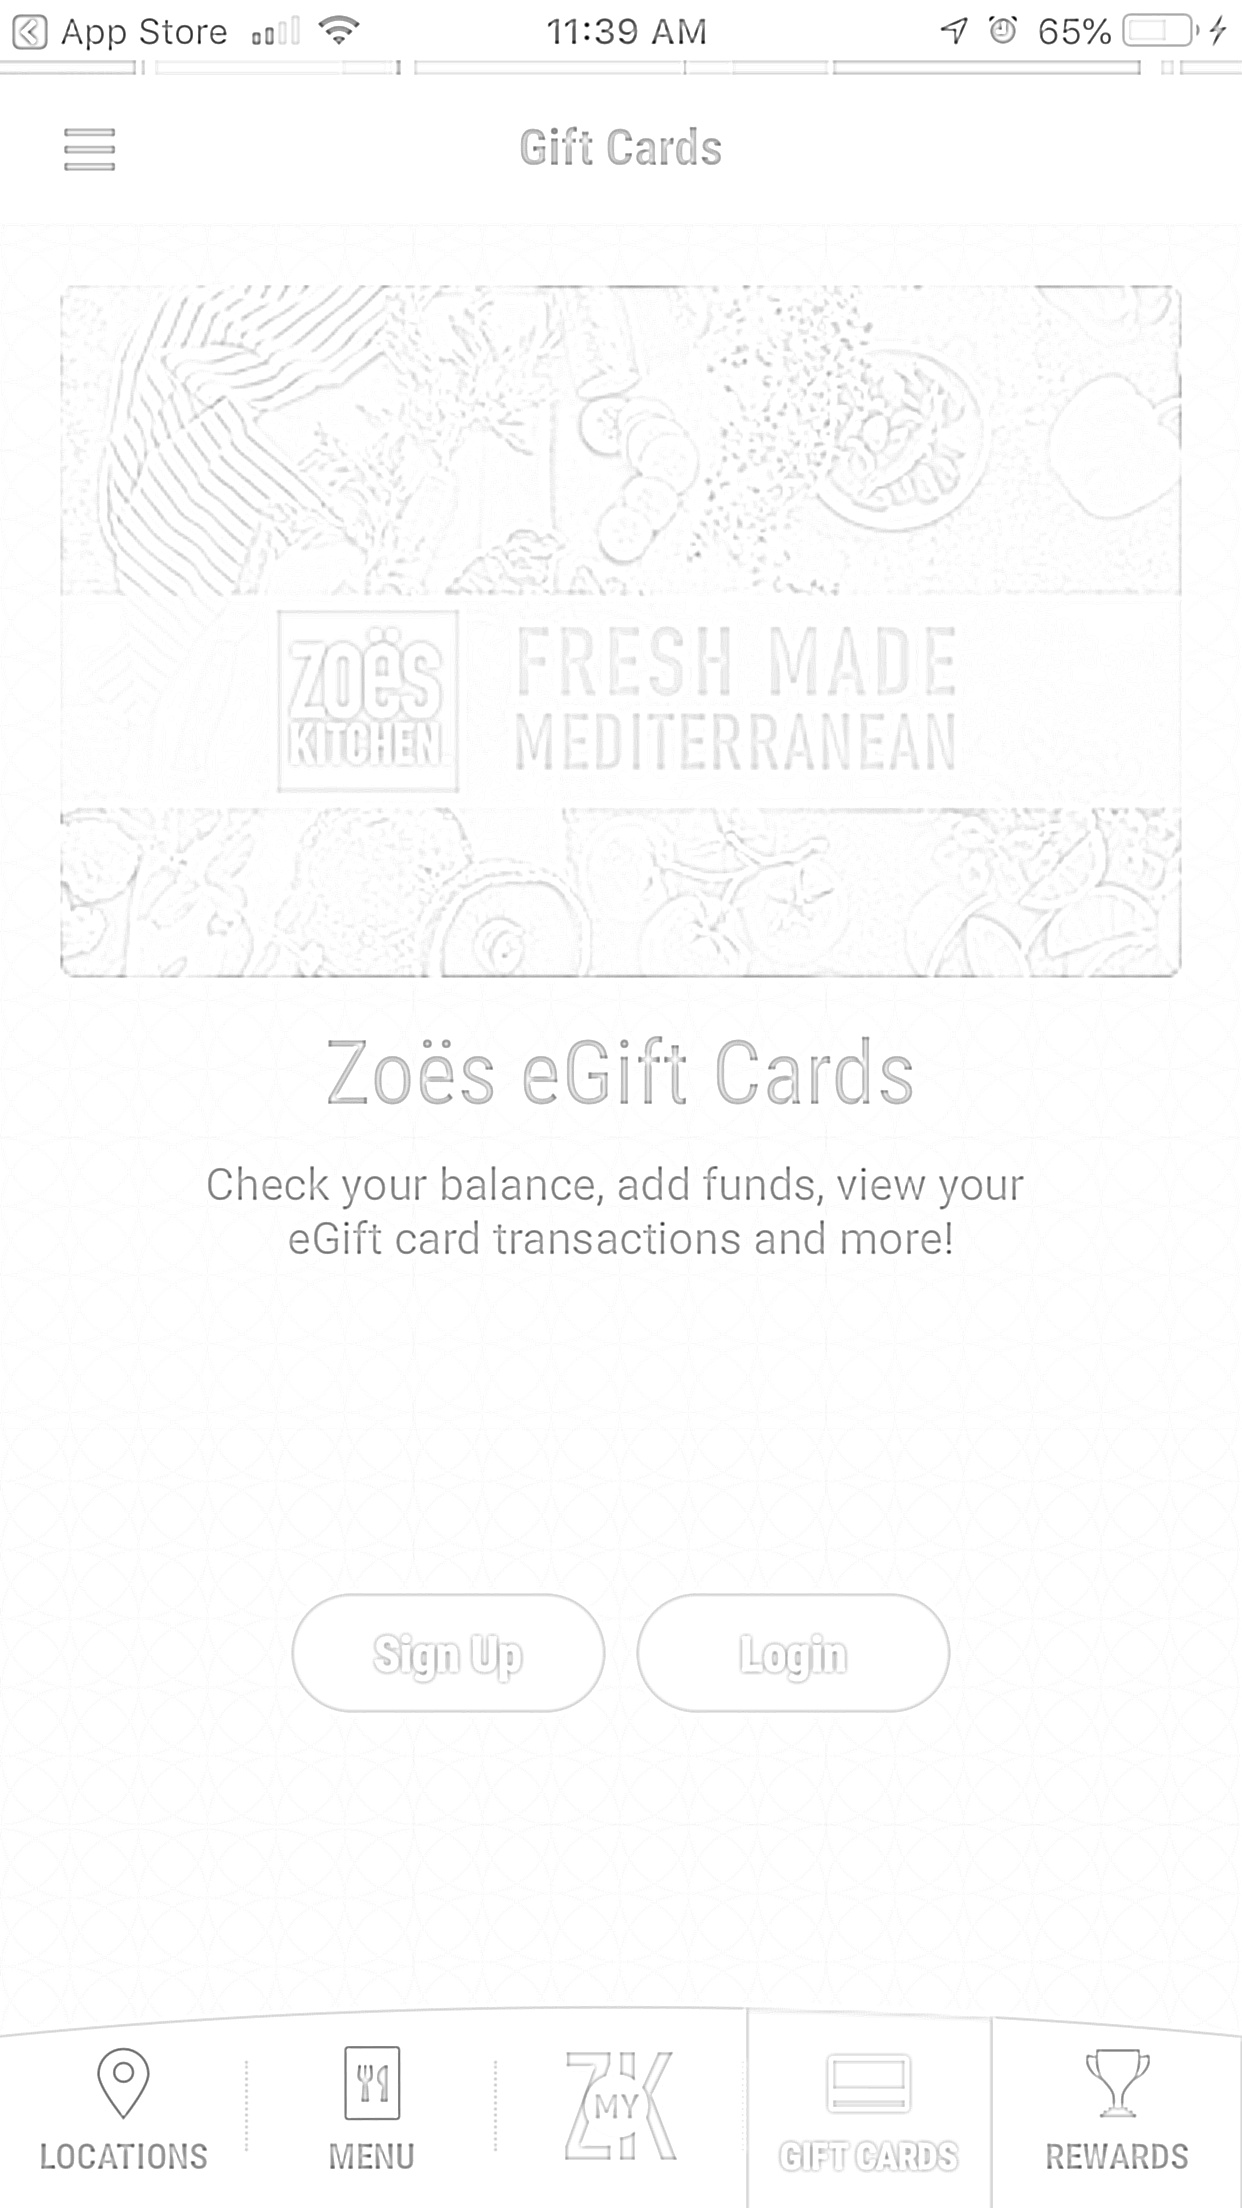 App Store
11:39 AM
65%
Gift Cards
ZOËS
KITCHEN
FRESH MADE
MEDITERRANEAN
Zoës eGift Cards
Check your balance, add funds, view your
eGift card transactions and more!
Sign Up
Login
LOCATIONS
MENU
ZK
MY
GIFT CARDS
REWARDS